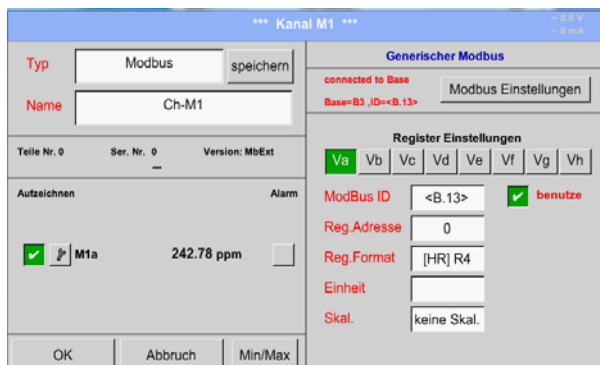 *** Kanal M1 ***
~ 0.0 V
~ 0 mA
Typ
Modbus
speichern
Name
Ch-M1
Teile Nr. 0
Ser. Nr. 0
Version: MbExt
---
Aufzeichnen
Alarm
M1a
242.78 ppm
OK
Abbruch
Min/Max
Generischer Modbus
connected to Base
Base=B3 ,ID=<B.13>
Modbus Einstellungen
Register Einstellungen
Va Vb Vc Vd Ve Vf Vg Vh
ModBus ID
<B.13>
benutze
Reg.Adresse
0
Reg.Format
[HR] R4
Einheit
Skal.
keine Skal.